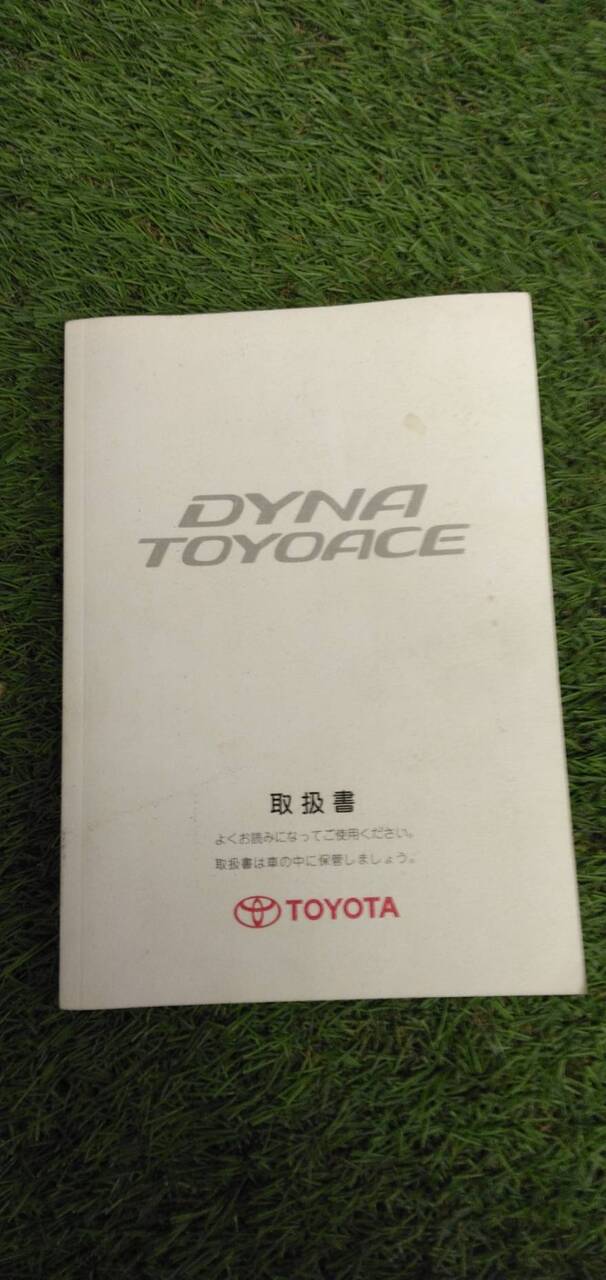 DYNA
TOYOACE
取扱書
よくお読みになってご使用ください。
取扱書は車の中に保管しましょう。
TOYOTA